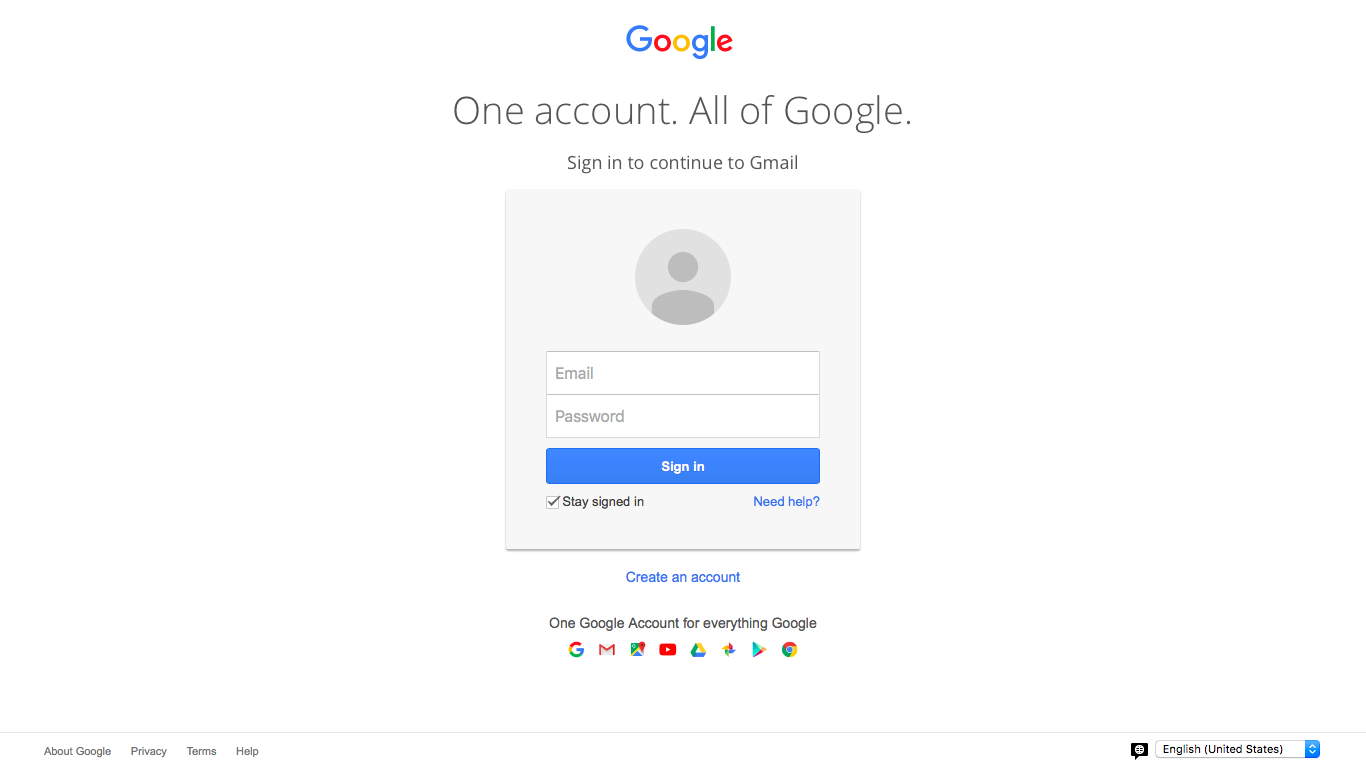 Google
One account. All of Google.
Sign in to continue to Gmail
Email
Password
Sign in
Stay signed in Need help?
Create an account
One Google Account for everything Google
About Google Privacy Terms Help English (United States)